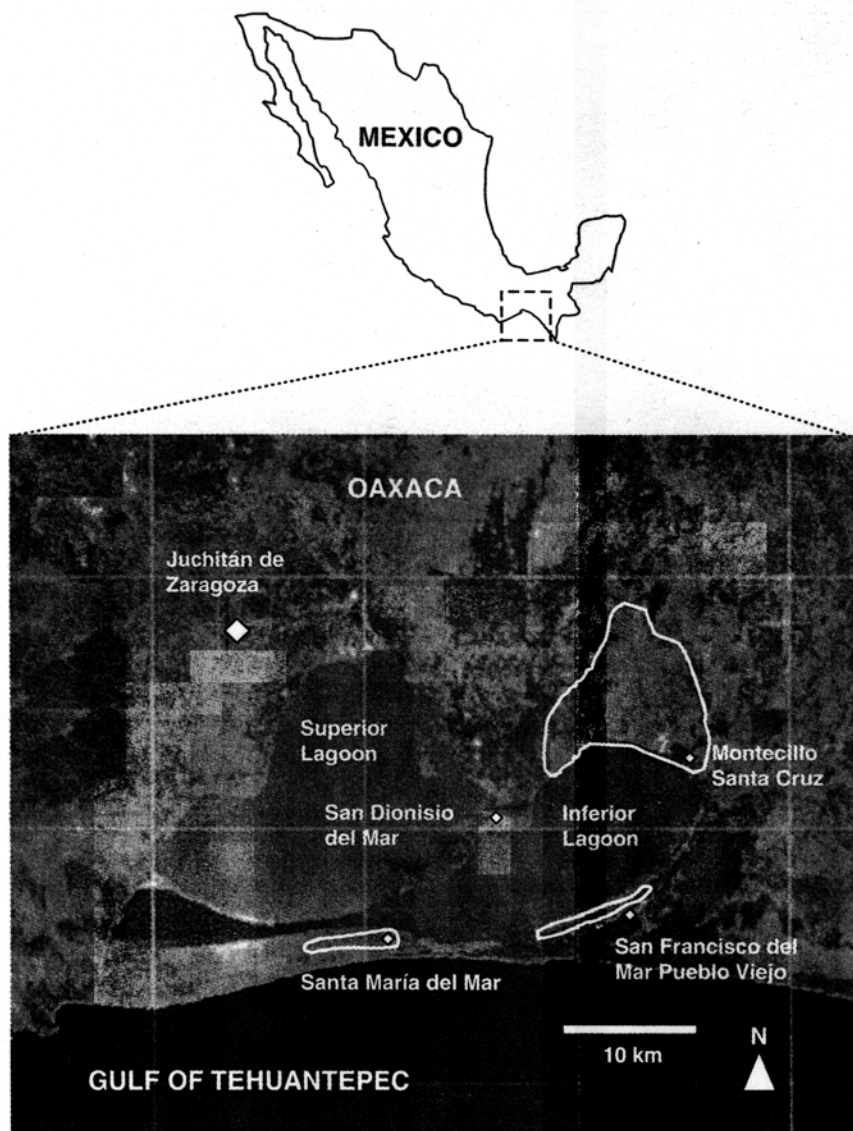 MEXICO
OAXACA
Juchitán de
Zaragoza
Superior
Lagoon
Montecillo
Santa Cruz
San Dionisio
del Mar
Inferior
Lagoon
San Francisco del
Mar Pueblo Viejo
Santa María del Mar
10 km
N
GULF OF TEHUANTEPEC